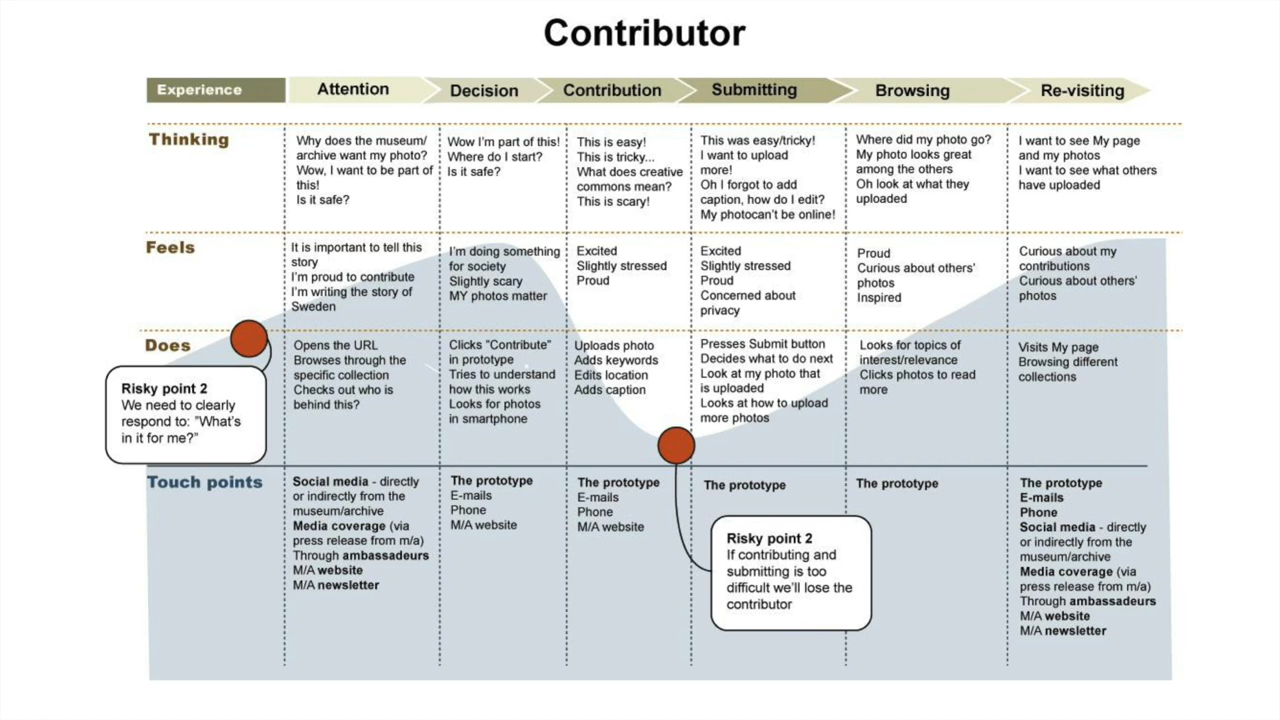 Contributor
Experience
Attention
Decision
Contribution
Submitting
Browsing
Re-visiting
Thinking
Why does the museum/
archive want my photo?
Wow, I want to be part of
this!
Is it safe?
Wow I'm part of this!
Where do I start?
Is it safe?
This is easy!
This is tricky...
What does creative
commons mean?
This is scary!
This was easy/tricky!
I want to upload
more!
Oh I forgot to add
caption, how do I edit?
My photocan't be online!
Where did my photo go?
My photo looks great
among the others
Oh look at what they
uploaded
I want to see My page
and my photos
I want to see what others
have uploaded
Feels
It is important to tell this
story
I'm proud to contribute
I'm writing the story of
Sweden
I'm doing something
for society
Slightly scary
MY photos matter
Excited
Slightly stressed
Proud
Excited
Slightly stressed
Proud
Concerned about
privacy
Proud
Curious about others'
photos
Inspired
Curious about my
contributions
Curious about others'
photos
Does
Opens the URL
Browses through the
specific collection
Checks out who is
behind this?
Clicks "Contribute"
in prototype
Tries to understand
how this works
Looks for photos
in smartphone
Uploads photo
Adds keywords
Edits location
Adds caption
Presses Submit button
Decides what to do next
Look at my photo that
is uploaded
Looks at how to upload
more photos
Looks for topics of
interest/relevance
Clicks photos to read
more
Visits My page
Browsing different
collections
Risky point 2
We need to clearly
respond to: "What's
in it for me?"
Touch points
Social media - directly
or indirectly from the
museum/archive
Media coverage (via
press release from m/a)
Through ambassadeurs
M/A website
M/A newsletter
The prototype
E-mails
Phone
M/A website
The prototype
E-mails
Phone
M/A website
The prototype
The prototype
The prototype
E-mails
Phone
Social media - directly
or indirectly from the
museum/archive
Media coverage (via
press release from m/a)
Through ambassadeurs
M/A website
M/A newsletter
Risky point 2
If contributing and
submitting is too
difficult we'll lose the
contributor